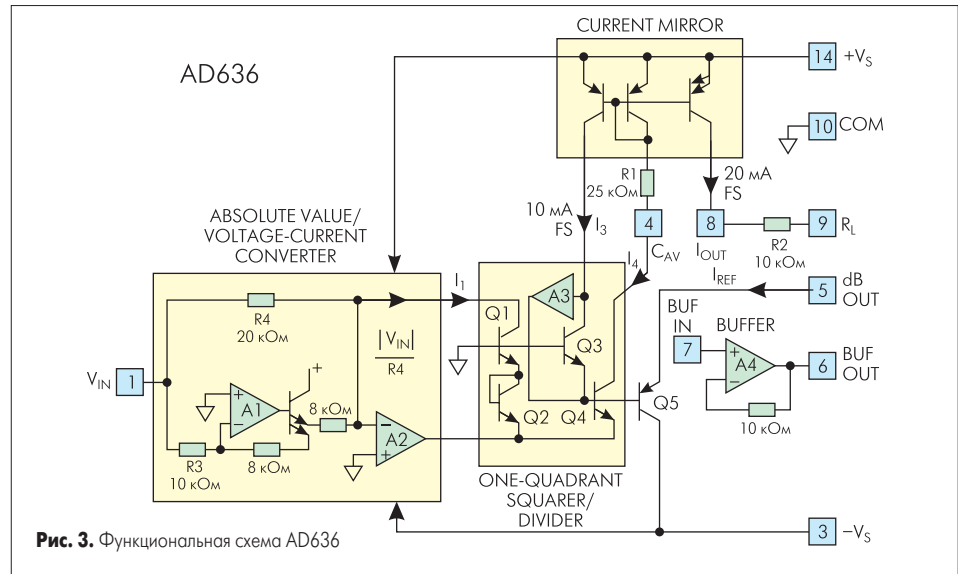 CURRENT MIRROR
AD636
14 +VS
10 COM
R1
25 кОм
20 мА
FS
10 мА
FS
I3
4
CAV
8
IOUT
R2
10 кОм
9 RL
ABSOLUTE VALUE/
VOLTAGE-CURRENT
CONVERTER
I1
I4
IREF
5 dB
OUT
R4
20 кОм
|VIN|
R4
A3
Q1
Q3
BUF
IN
7
BUFFER
+
−
A4
6 BUF
OUT
10 кОм
VIN 1
+
A1
+
−
8 кОм
R3
10 кОм
8 кОм
−
A2
+
Q2
Q4
Q5
ONE-QUADRANT
SQUARER/
DIVIDER
3 −VS
Рис. 3. Функциональная схема AD636